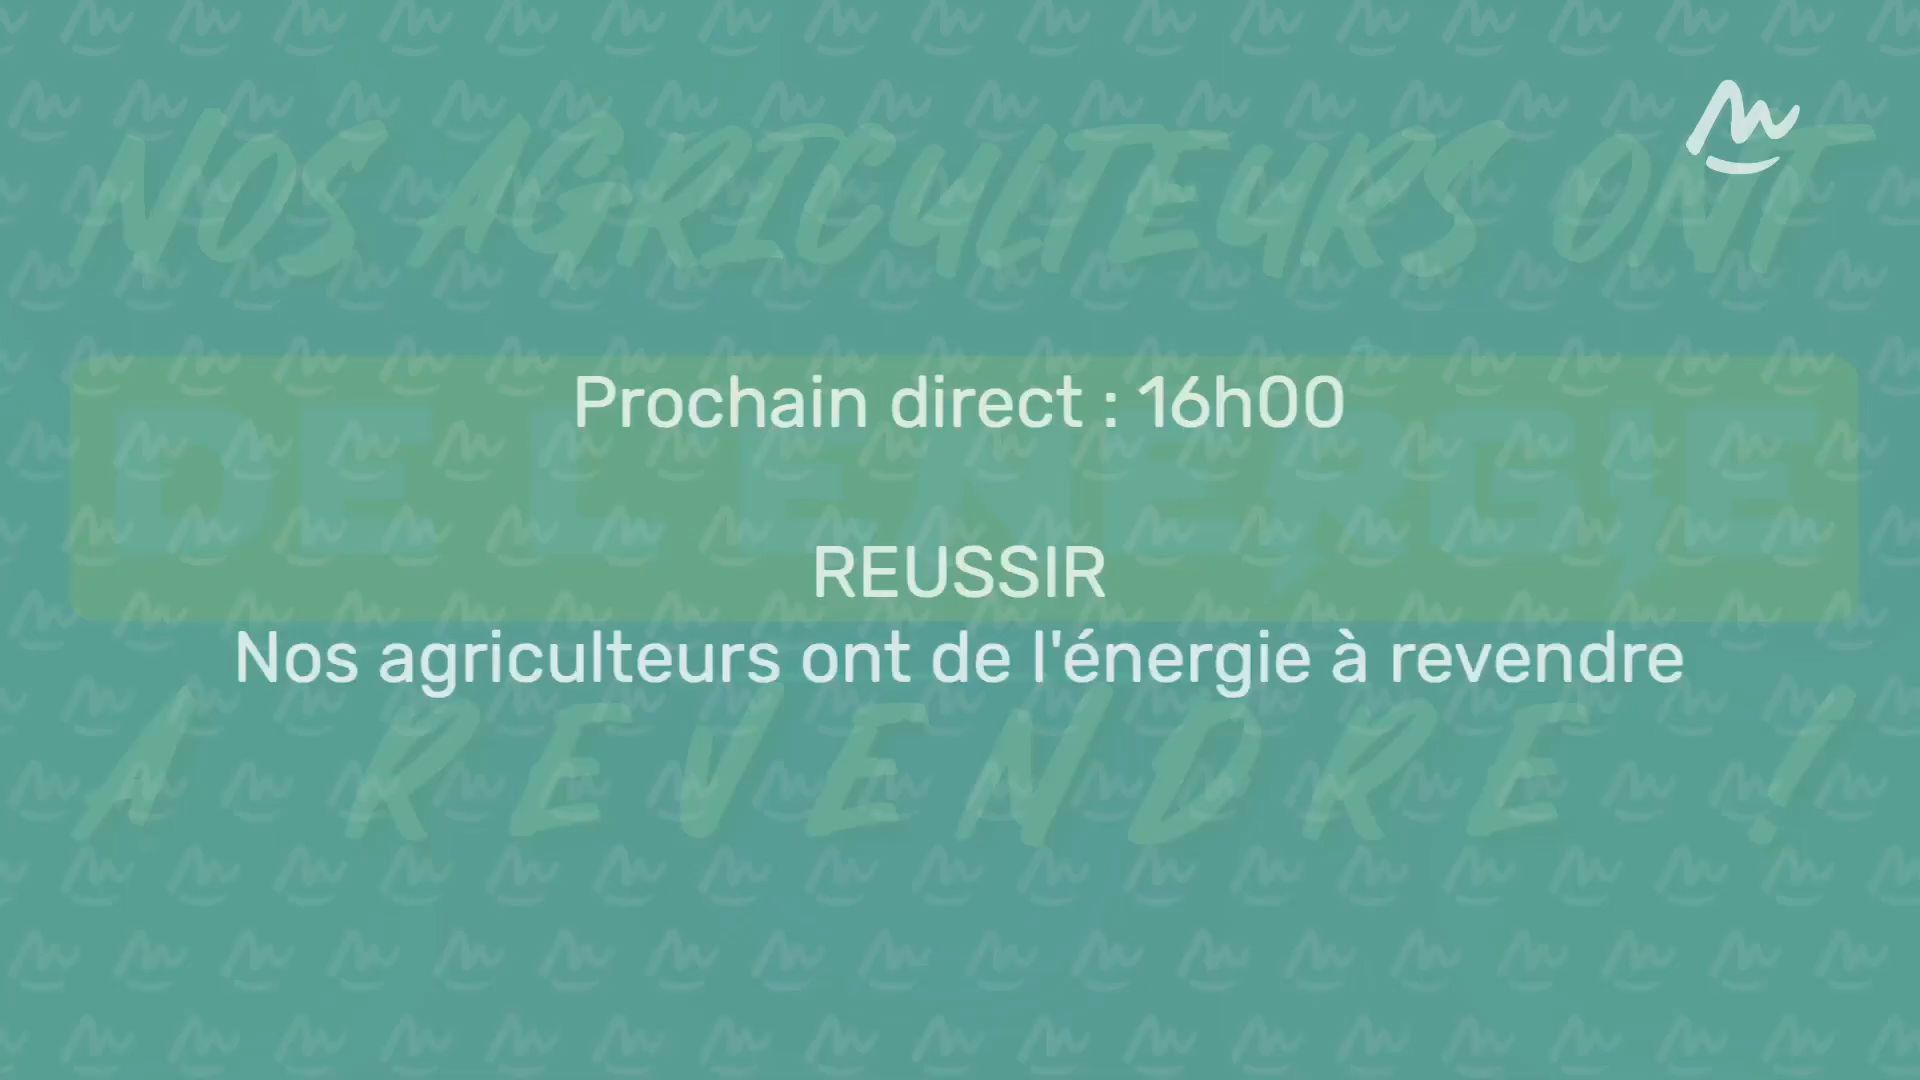 NOS AGRICULTEURS ONT
Prochain direct : 16h00
DE L'ENERGIE
REUSSIR
Nos agriculteurs ont de l'énergie à revendre
A REVENDRE !